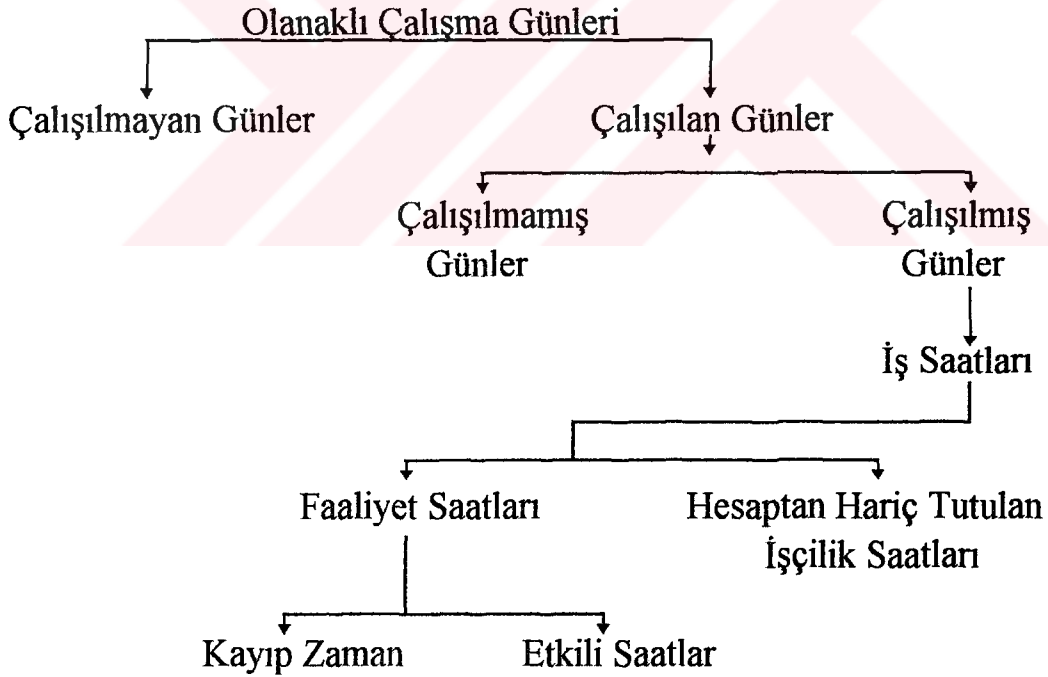 Olanaklı Çalışma Günleri
Çalışılmayan Günler
Çalışılan Günler
Çalışılmamış
Günler
Çalışılmış
Günler
İş Saatları
Faaliyet Saatları
Hesaptan Hariç Tutulan
İşçilik Saatları
Kayıp Zaman
Etkili Saatlar